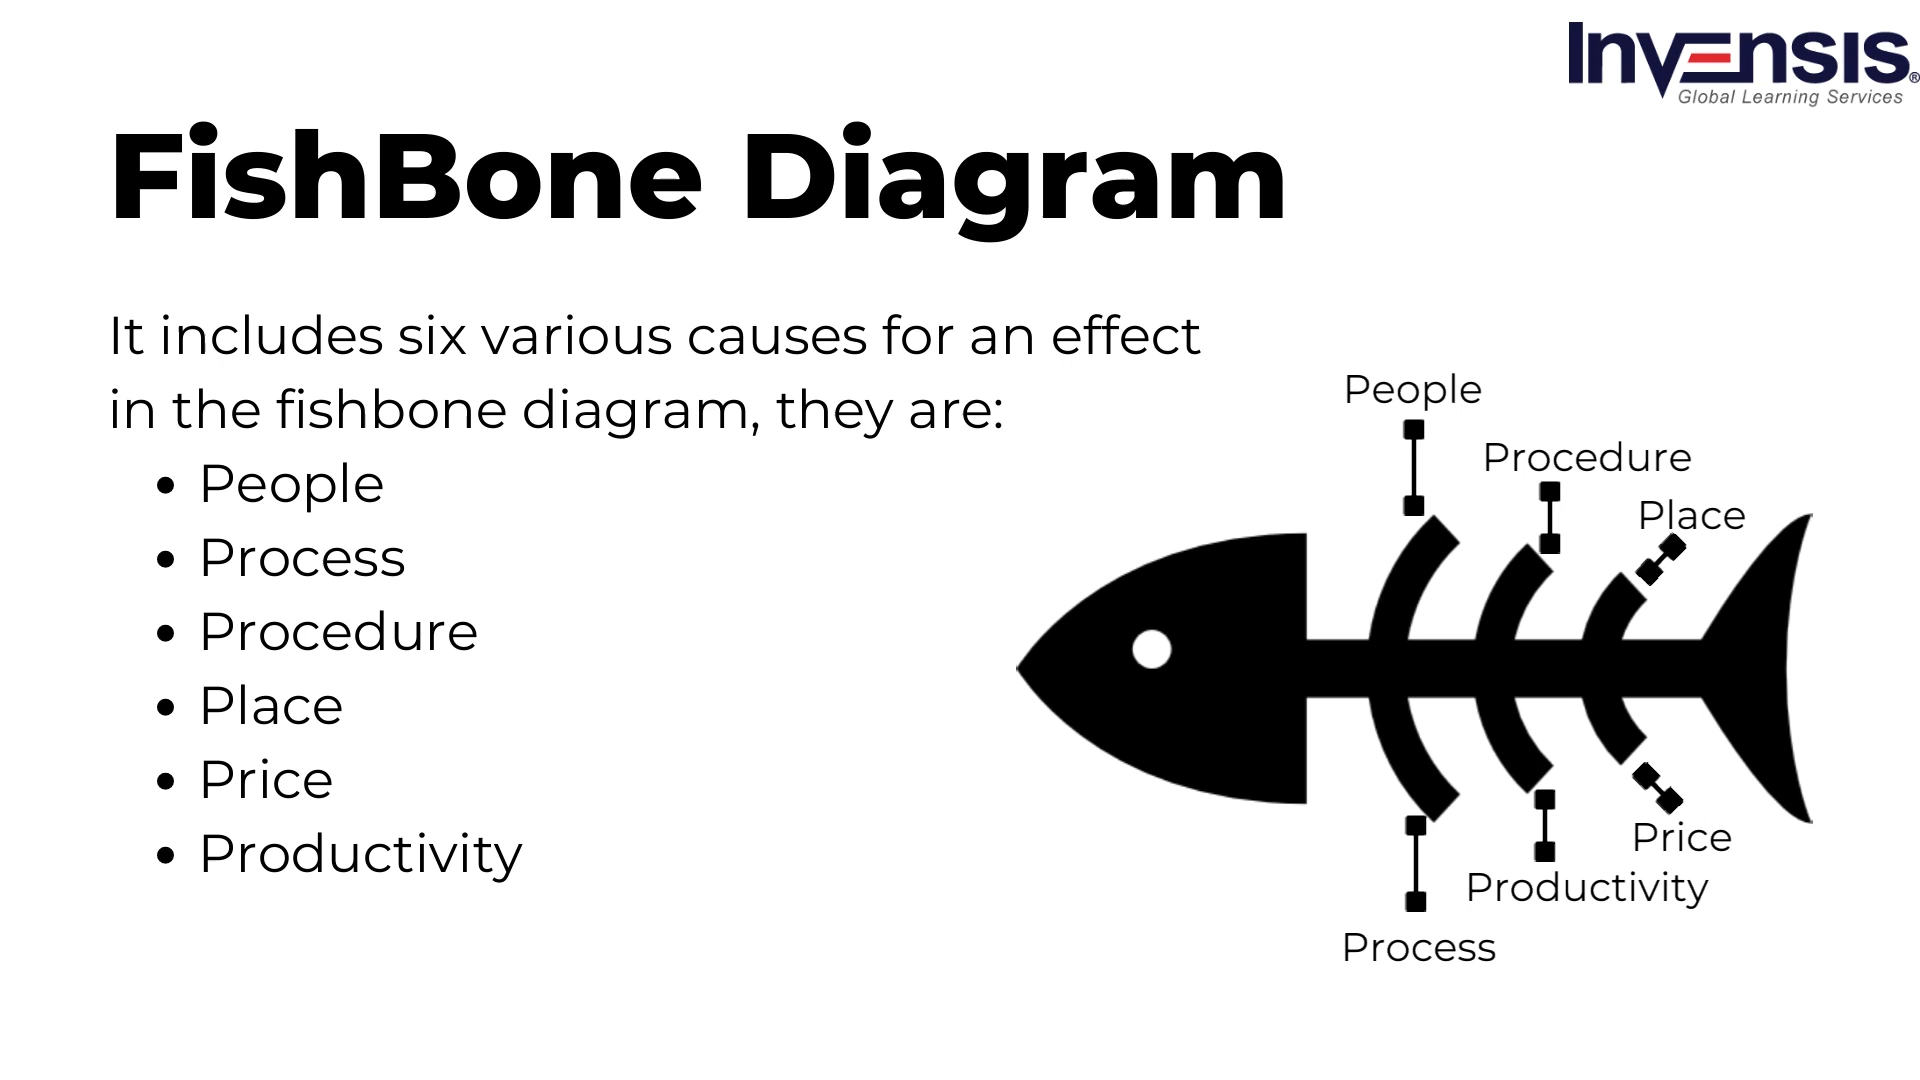 Invensis®
Global Learning Services
FishBone Diagram
It includes six various causes for an effect
in the fishbone diagram, they are:
• People
• Process
• Procedure
• Place
• Price
• Productivity
People
Procedure
Place
Price
Productivity
Process